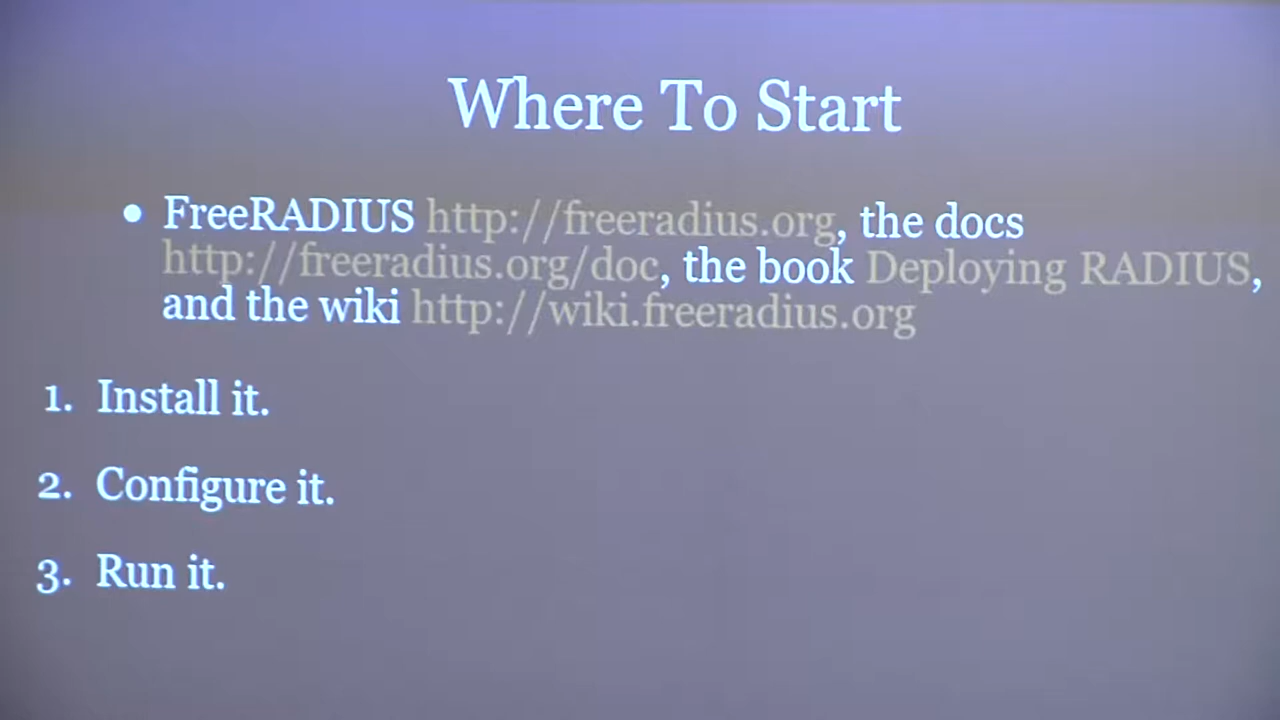 Where To Start
• FreeRADIUS http://freeradius.org, the docs
http://freeradius.org/doc, the book Deploying RADIUS,
and the wiki http://wiki.freeradius.org
1. Install it.
2. Configure it.
3. Run it.